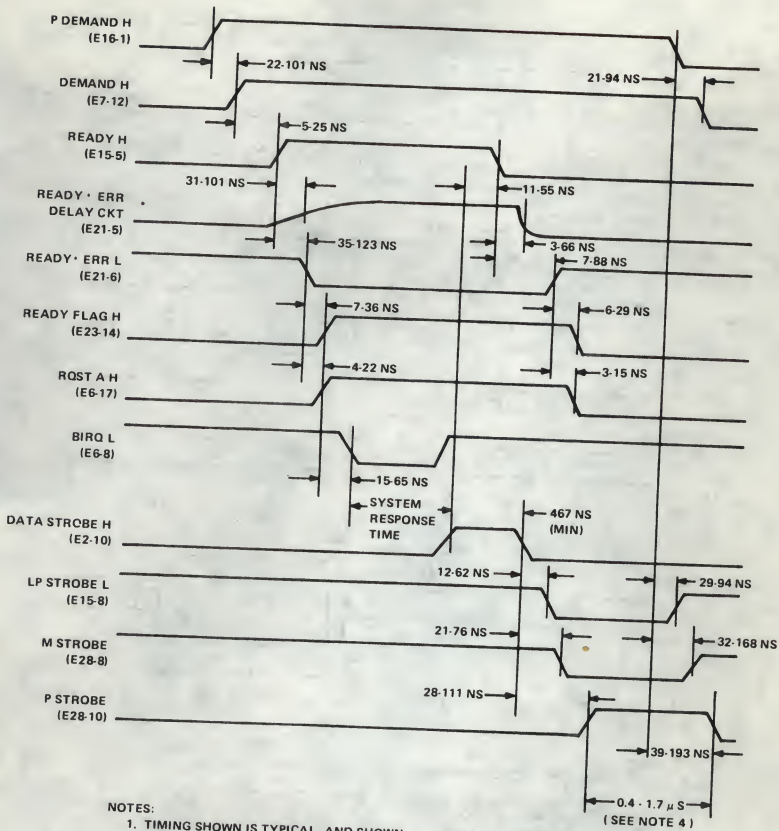 P DEMAND H
(E16-1)
22-101 NS
21-94 NS
DEMAND H
(E7-12)
5-25 NS
READY H
(E15-5)
31-101 NS
11-55 NS
READY · ERR
DELAY CKT
(E21-5)
35-123 NS
3-66 NS
7-88 NS
READY · ERR L
(E21-6)
7-36 NS
6-29 NS
READY FLAG H
(E23-14)
4-22 NS
3-15 NS
RQST A H
(E6-17)
BIRQ L
(E6-8)
15-65 NS
SYSTEM
RESPONSE
TIME
467 NS
(MIN)
DATA STROBE H
(E2-10)
12-62 NS
29-94 NS
LP STROBE L
(E15-8)
21-76 NS
32-168 NS
M STROBE
(E28-8)
28-111 NS
P STROBE
(E28-10)
39-193 NS
0.4 - 1.7 μ S
(SEE NOTE 4)
NOTES:
1. TIMING SHOWN IS TYPICAL, AND SHOWN